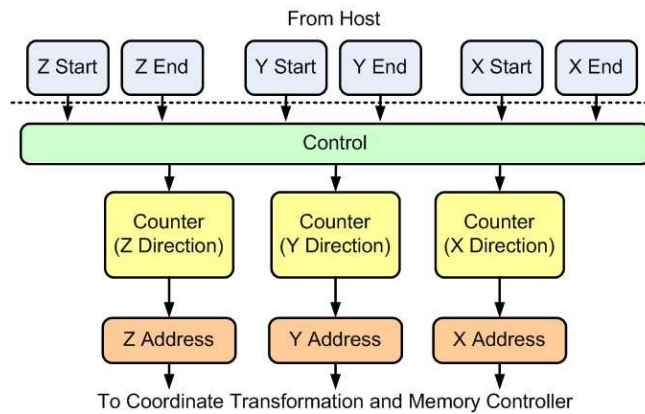 From Host
Z Start Z End Y Start Y End X Start X End
Control
Counter Counter Counter
(Z Direction) (Y Direction) (X Direction)
Z Address Y Address X Address
To Coordinate Transformation and Memory Controller